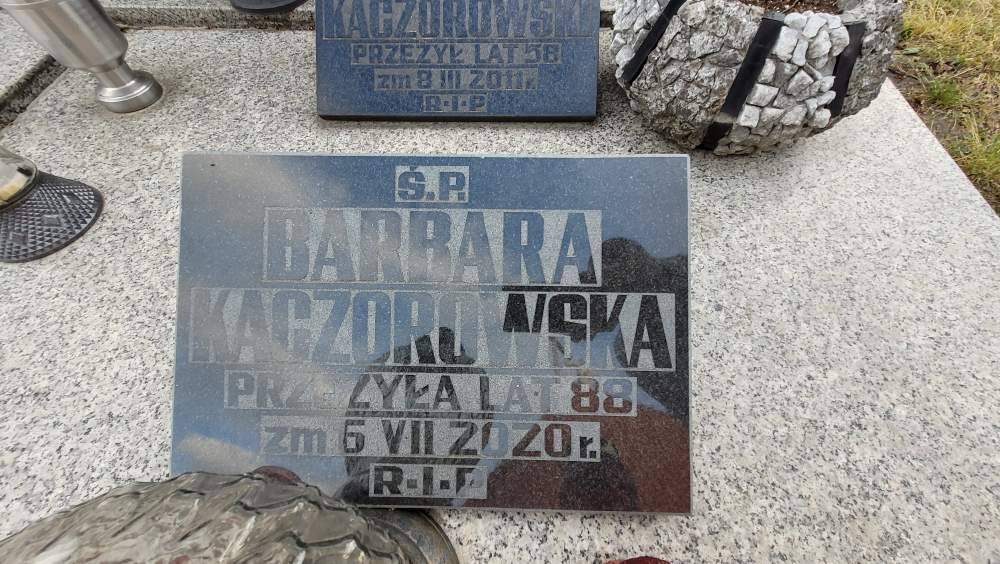 KACZOROWSKI
PRZEŻYŁ LAT 58
zm 8 III 2011 r.
R·I·P
Ś.P.
BARBARA
KACZOROWSKA
PRZEŻYŁA LAT 88
zm 6 VII 2020 r.
R·I·P